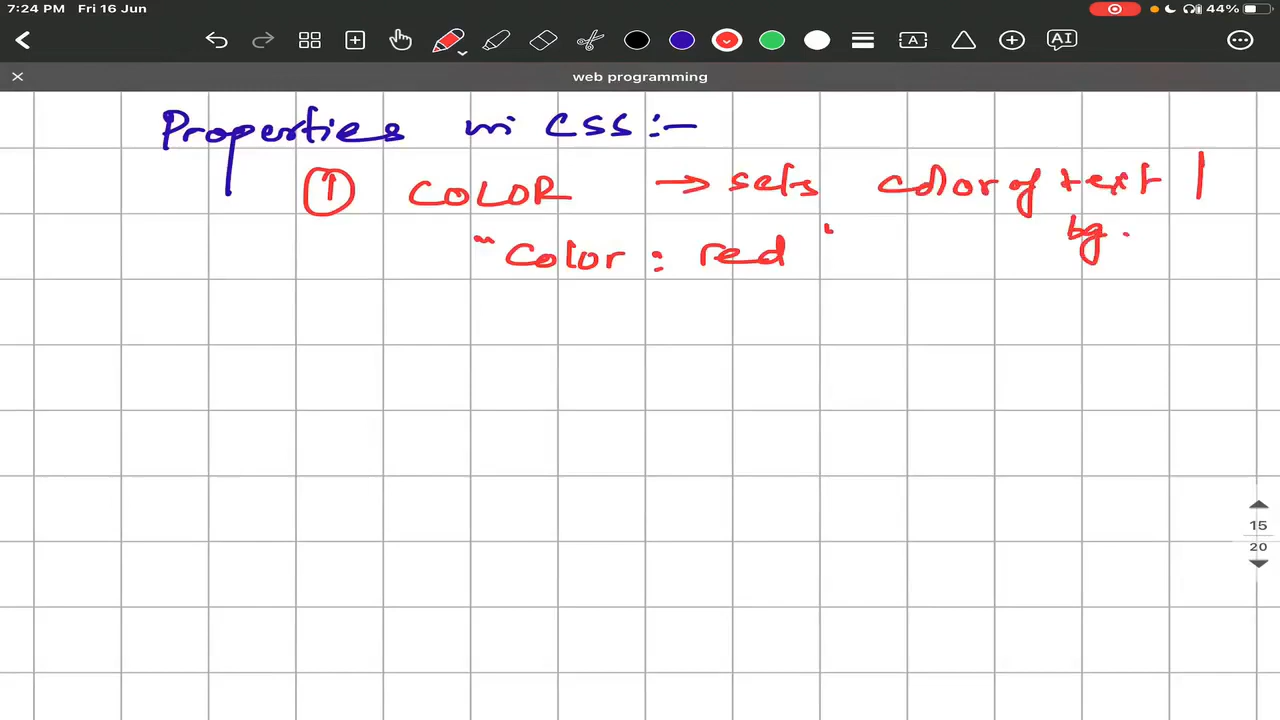 7:24 PM Fri 16 Jun
44%
A
AI
web programming
Properties in CSS :-
① COLOR → sets color of text |
bg.
"Color : red "
15
20